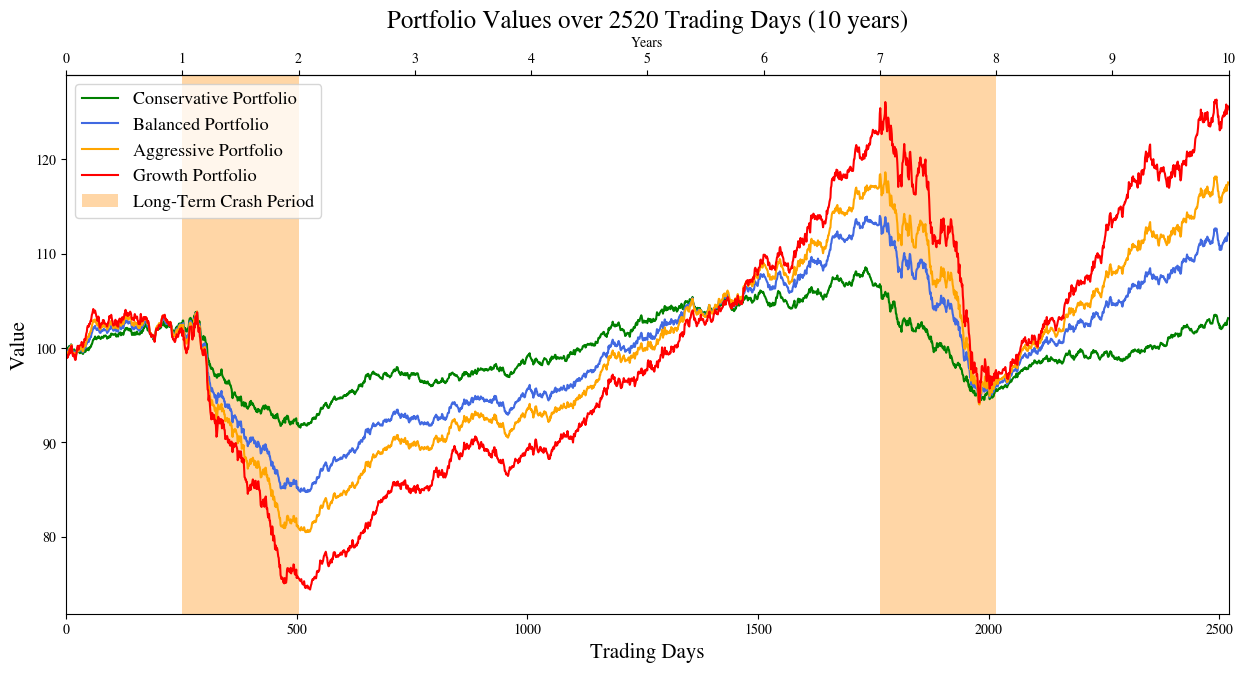 Portfolio Values over 2520 Trading Days (10 years)
Years
0 1 2 3 4 5 6 7 8 9 10
Conservative Portfolio
Balanced Portfolio
Aggressive Portfolio
Growth Portfolio
Long-Term Crash Period
Value
120
110
100
90
80
0 500 1000 1500 2000 2500
Trading Days